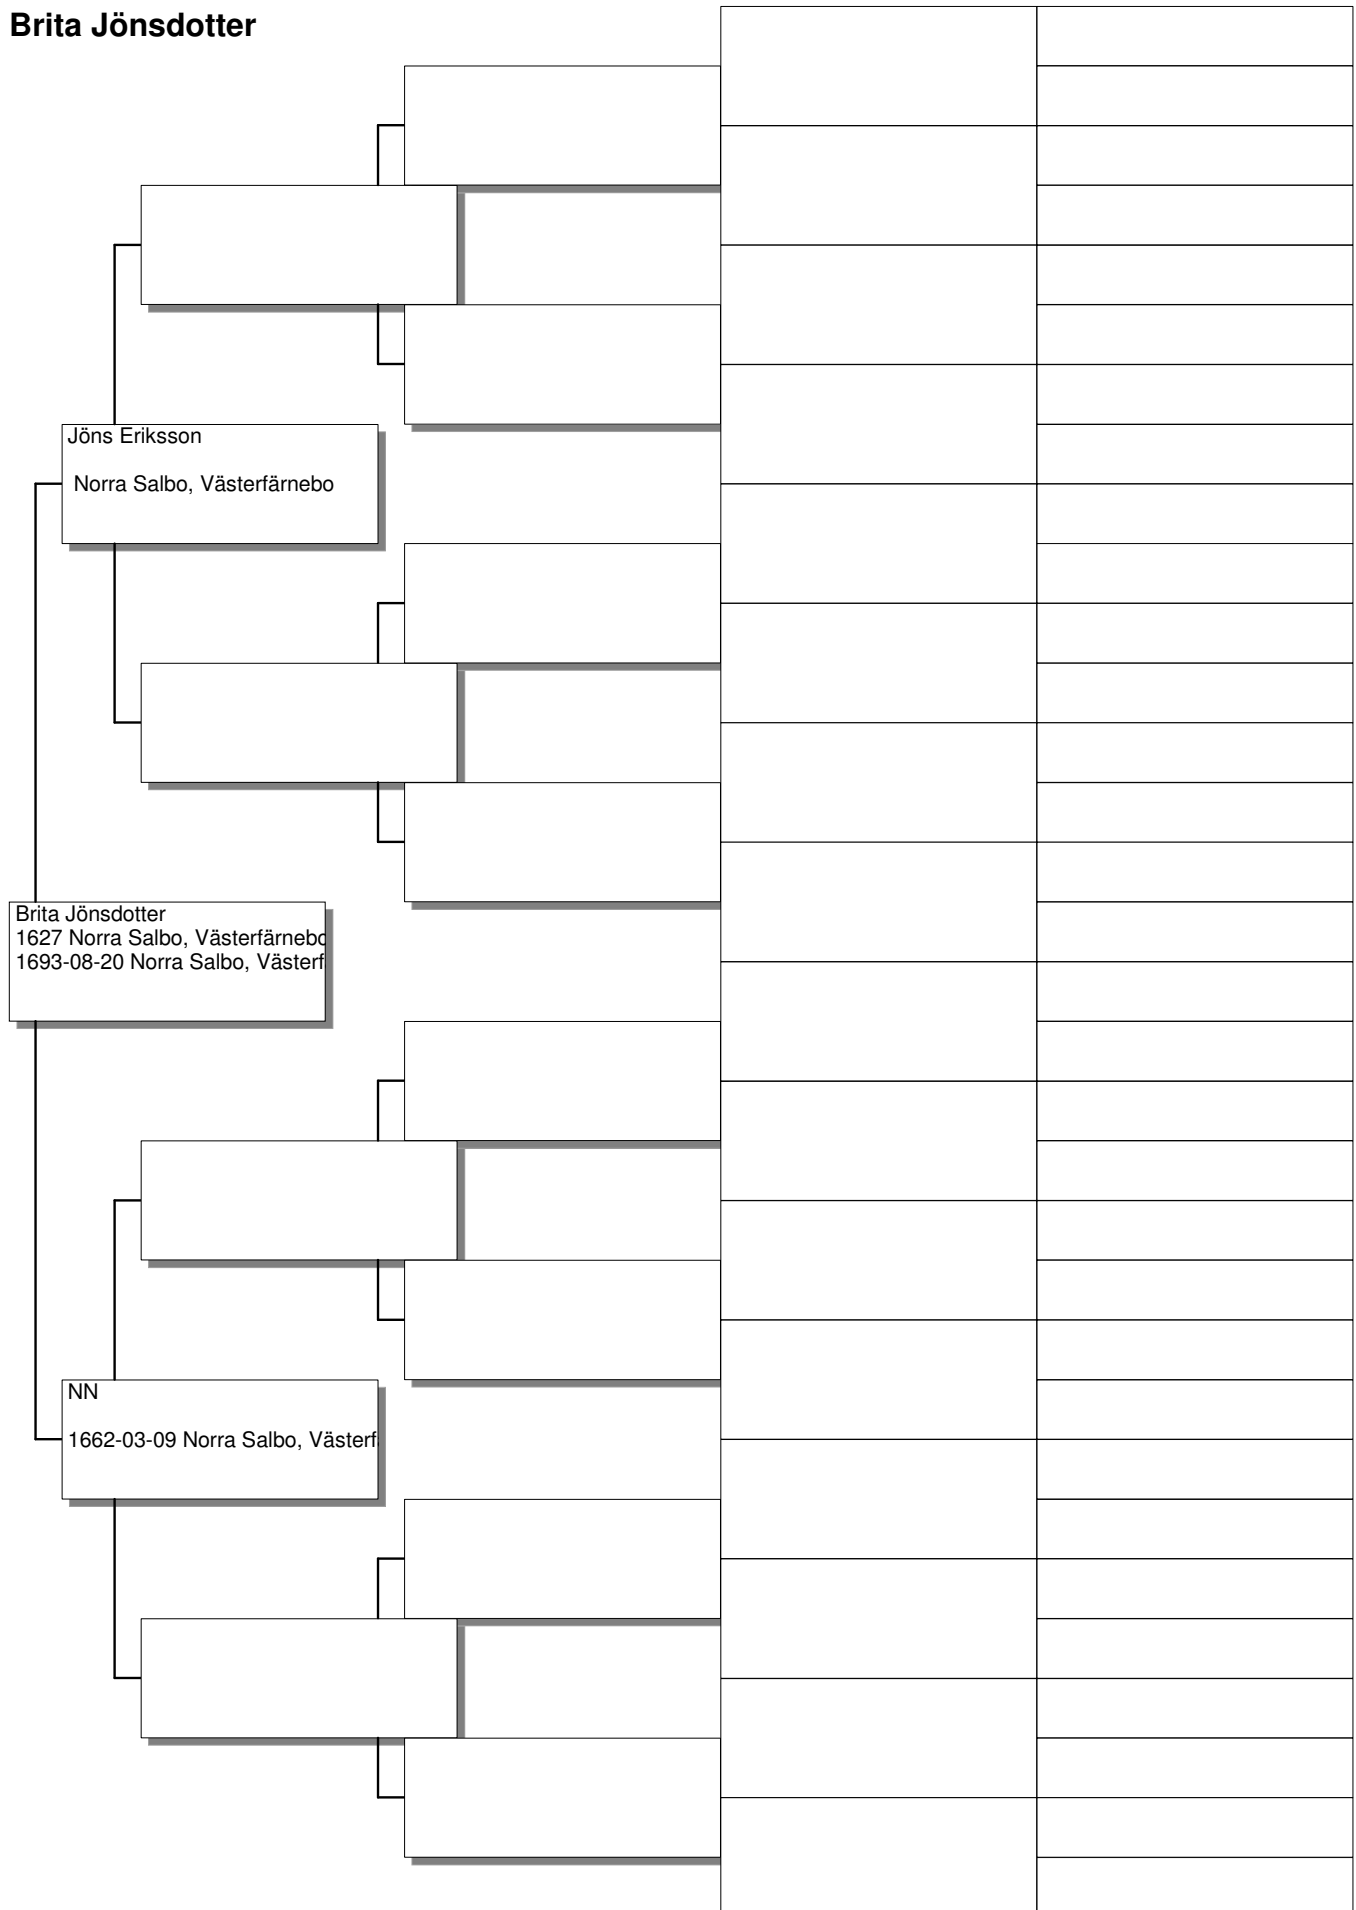 Brita Jönsdotter
Jöns Eriksson
Norra Salbo, Västerfärnebo
Brita Jönsdotter
1627 Norra Salbo, Västerfärnebo
1693-08-20 Norra Salbo, Västerf
NN
1662-03-09 Norra Salbo, Västerf